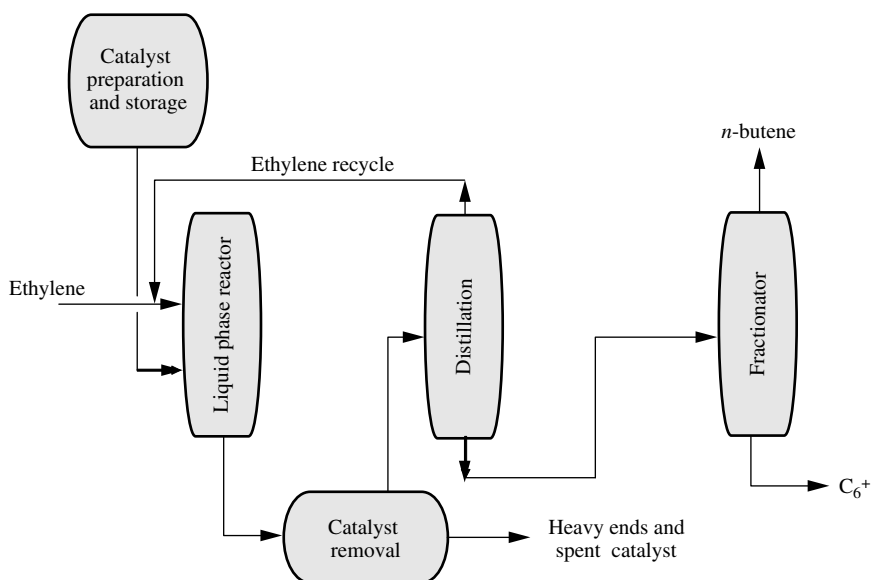 Catalyst
preparation
and storage
n-butene
Ethylene recycle
Ethylene
Liquid phase reactor
Distillation
Fractionator
C₆⁺
Catalyst
removal
Heavy ends and
spent catalyst